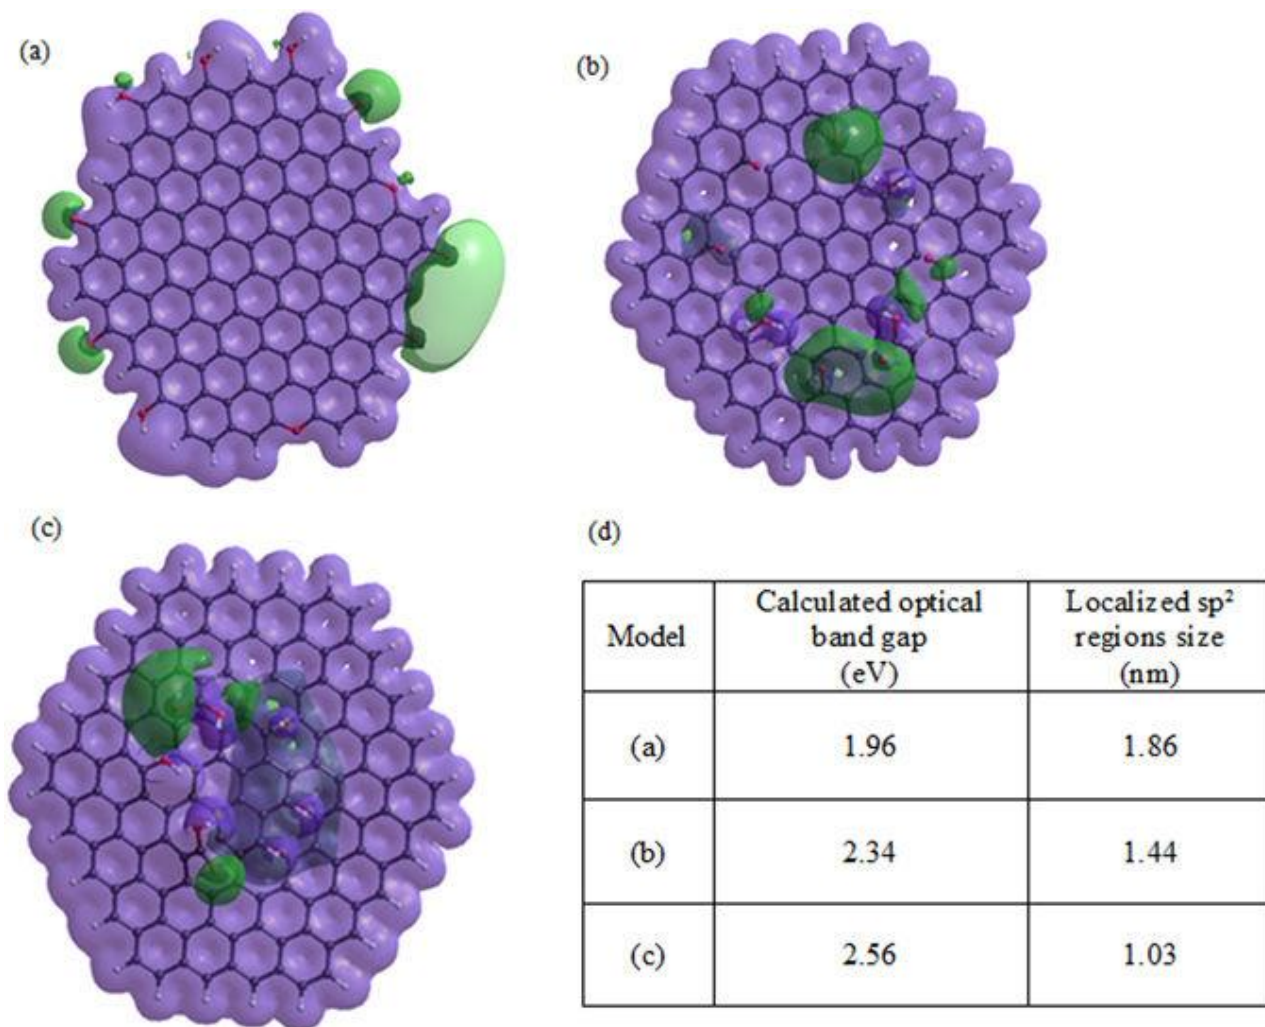 (a)
(b)
(c)
(d)
Model
Calculated optical
band gap
(eV)
Localized sp²
regions size
(nm)
(a)
1.96
1.86
(b)
2.34
1.44
(c)
2.56
1.03